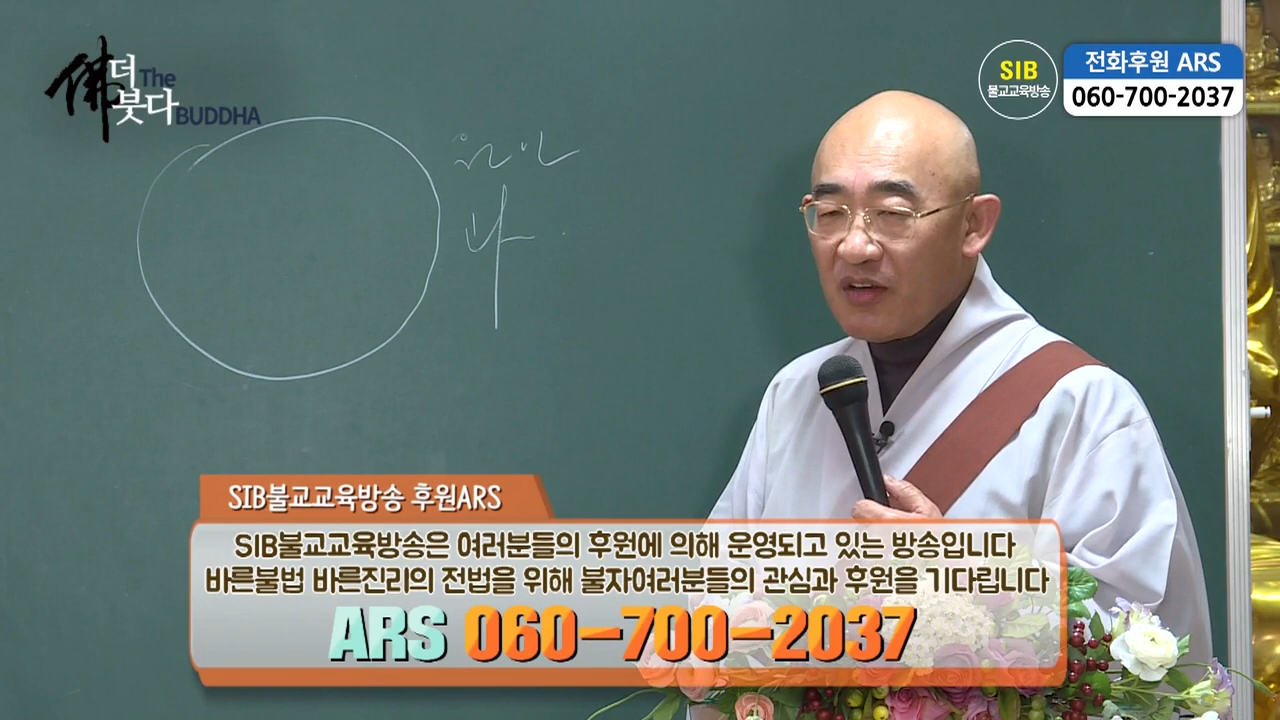 佛
더 The
붓다 BUDDHA
SIB
불교교육방송
전화후원 ARS
060-700-2037
나
SIB불교교육방송 후원ARS
SIB불교교육방송은 여러분들의 후원에 의해 운영되고 있는 방송입니다
바른불법 바른진리의 전법을 위해 불자여러분들의 관심과 후원을 기다립니다
ARS 060-700-2037